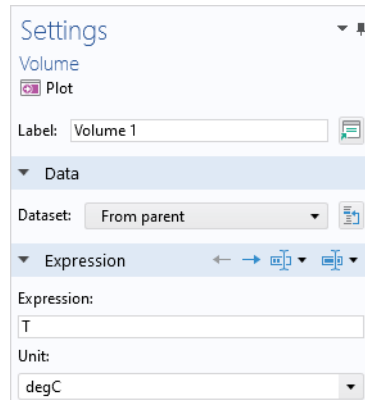 Settings
Volume
Plot
Label: Volume 1
Data
Dataset: From parent
Expression
Expression:
T
Unit:
degC